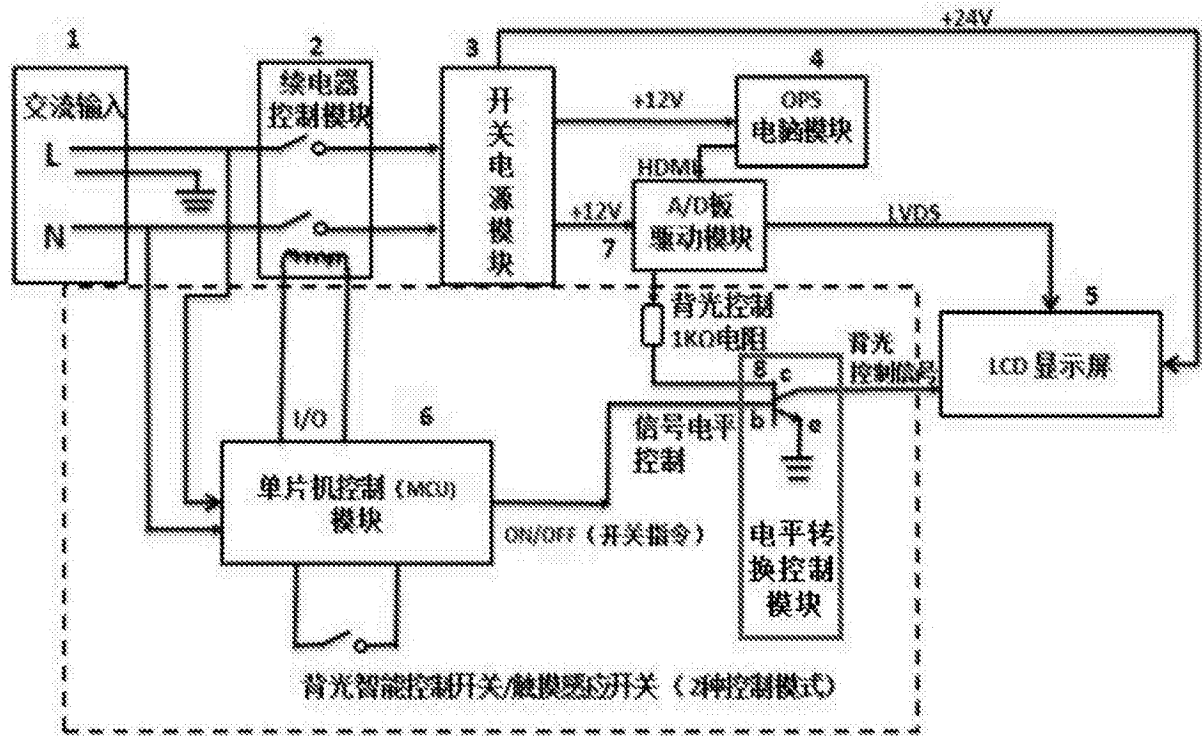 +24V
1
2
3
4
交流输入
L
N
续电器
控制模块
开
关
电
源
模
块
+12V
OPS
电脑模块
HDMI
+12V
7
A/D板
驱动模块
LVDS
5
LCD 显示屏
背光控制
1KΩ电阻
背光
控制信号
8
c
b
e
信号电平
控制
I/O
6
单片机控制（MCU)
模块
ON/OFF（开关指令）
电平转
换控制
模块
背光智能控制开关/触摸感应开关（2种控制模式）